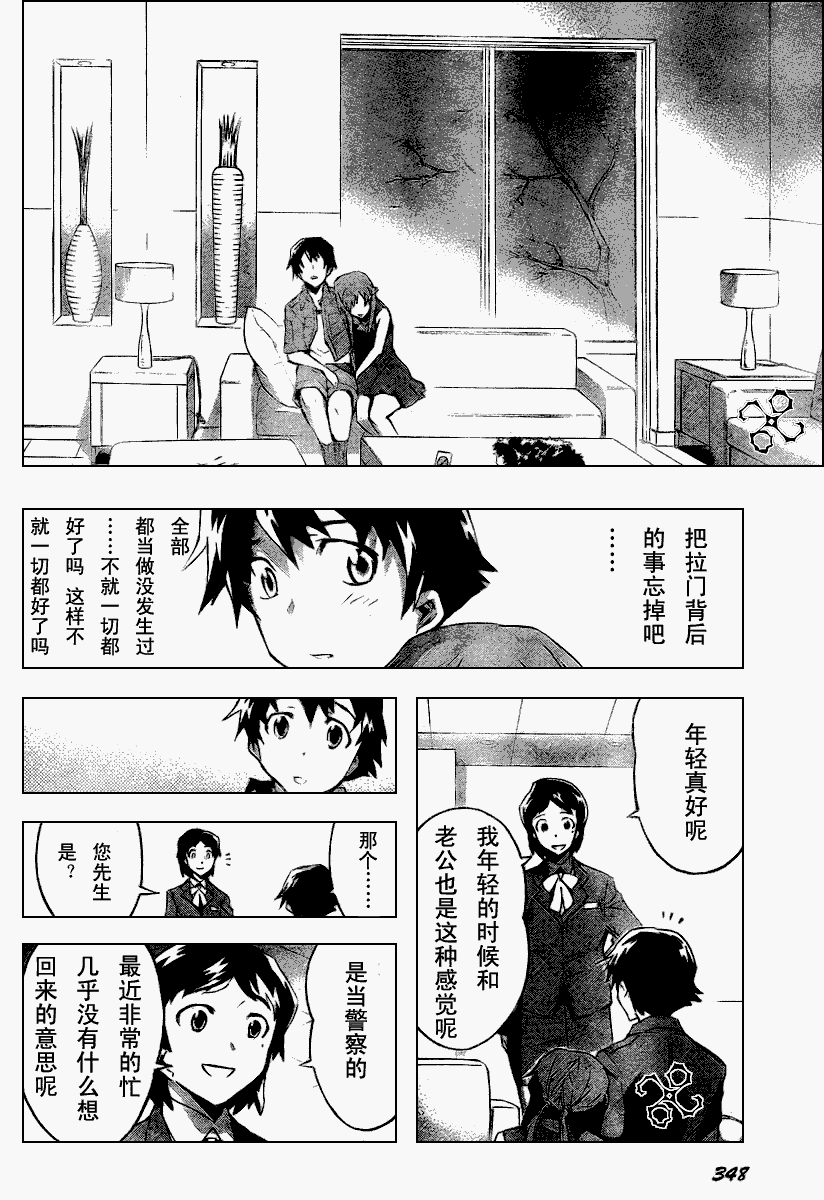 把拉门背后
的事忘掉吧
……
全部
都当做没发生过
……不就一切都
好了吗 这样不
就一切都好了吗
年轻真好呢
我年轻的时候和
老公也是这种感觉呢
那个……
您先生
是？
是当警察的
最近非常的忙
几乎没有什么想
回来的意思呢
348